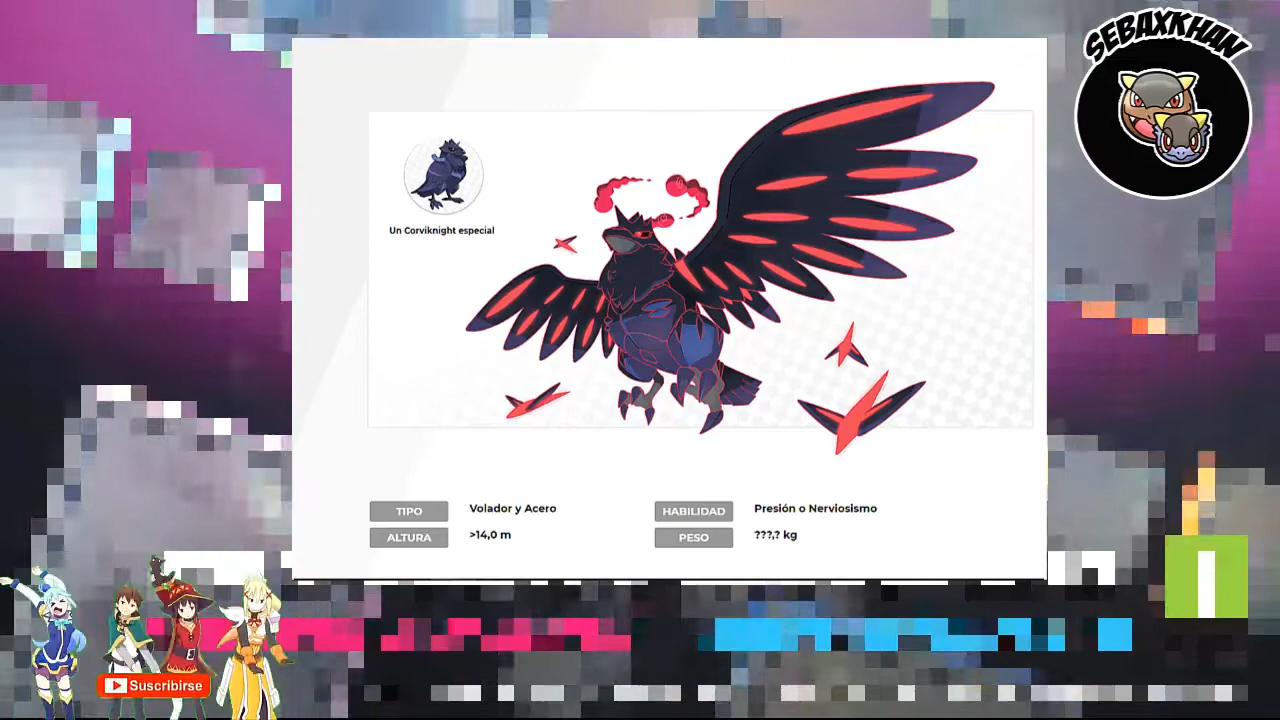 SEBAXKHAN
Un Corviknight especial
TIPO
Volador y Acero
HABILIDAD
Presión o Nerviosismo
ALTURA
>14,0 m
PESO
???,? kg
Suscribirse